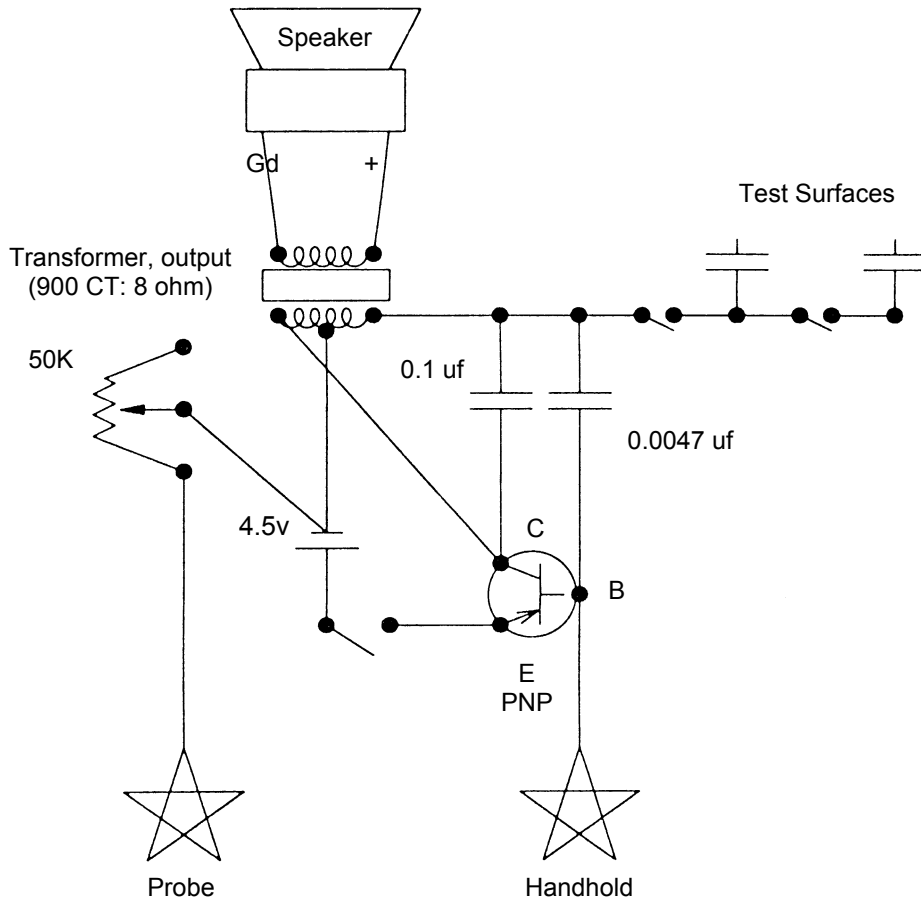 Speaker
Gd
+
Test Surfaces
Transformer, output
(900 CT: 8 ohm)
50K
0.1 uf
0.0047 uf
4.5v
C
B
E
PNP
Probe
Handhold